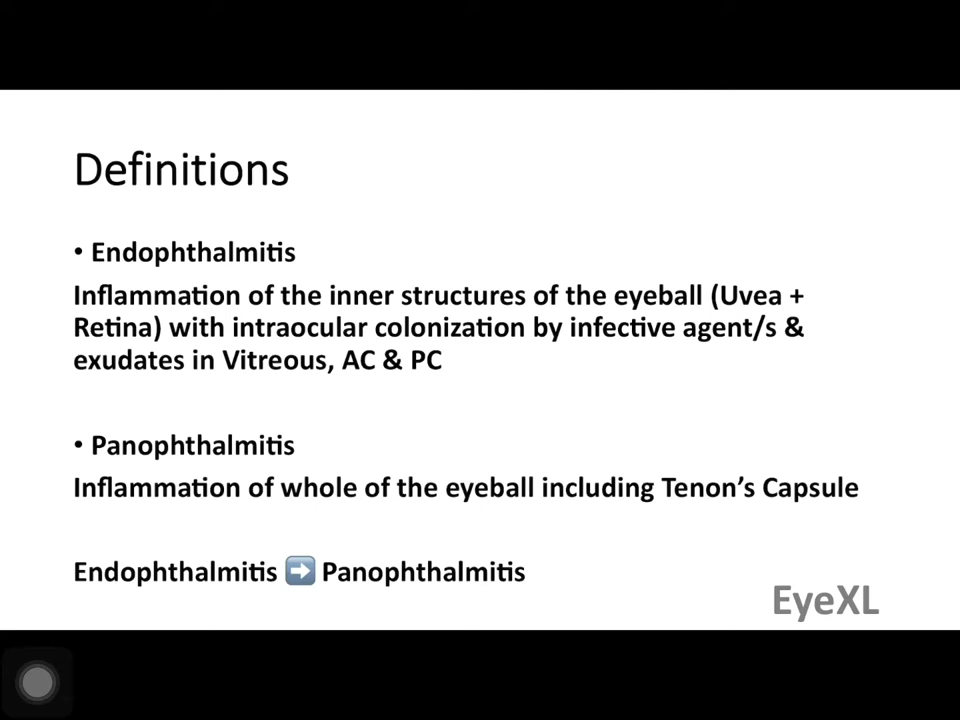 Definitions
• Endophthalmitis
Inflammation of the inner structures of the eyeball (Uvea +
Retina) with intraocular colonization by infective agent/s &
exudates in Vitreous, AC & PC
• Panophthalmitis
Inflammation of whole of the eyeball including Tenon’s Capsule
Endophthalmitis ➡️ Panophthalmitis
EyeXL